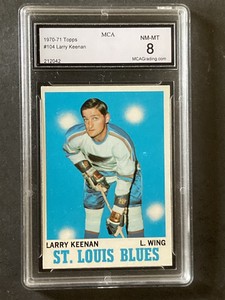 1970-71 Topps
#104 Larry Keenan
212042
MCA
NM-MT
8
MCAGrading.com
LARRY KEENAN
L. WING
ST. LOUIS BLUES